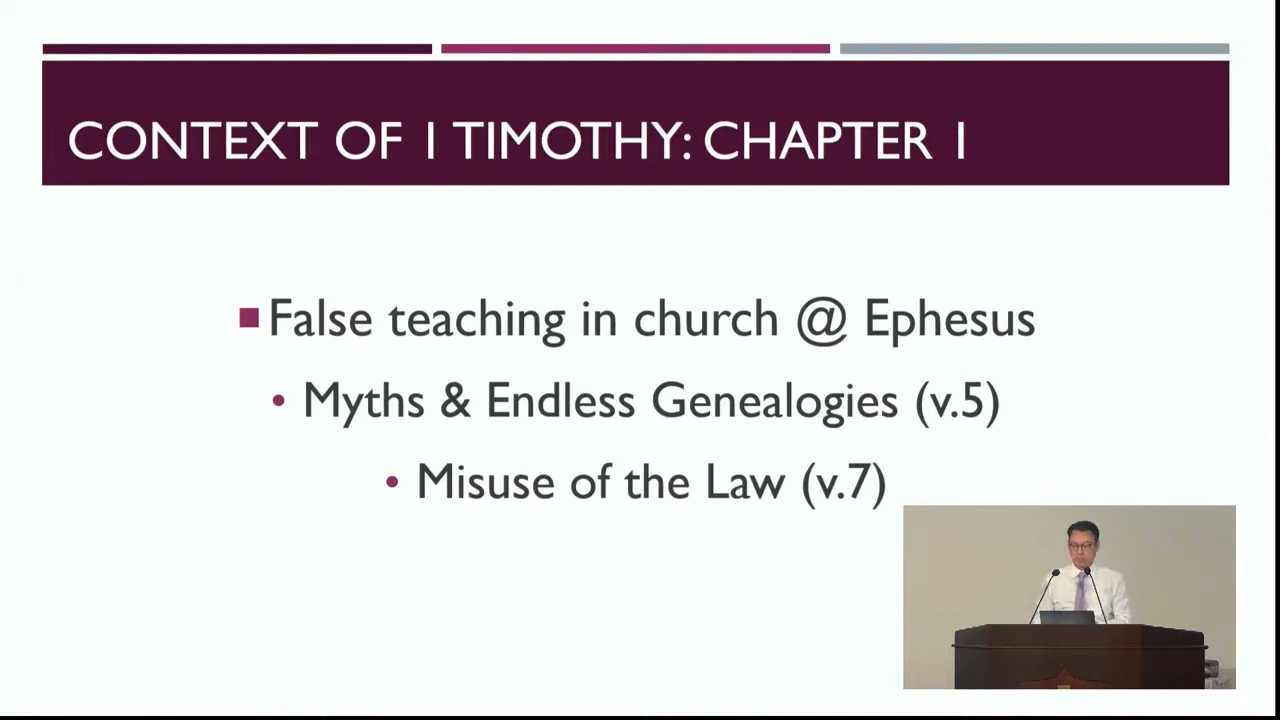 CONTEXT OF 1 TIMOTHY: CHAPTER 1
False teaching in church @ Ephesus
• Myths & Endless Genealogies (v.5)
• Misuse of the Law (v.7)